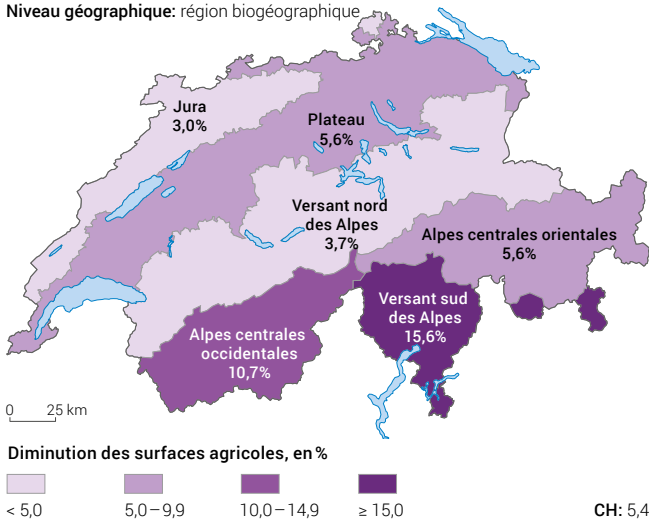 Niveau géographique: région biogéographique
Jura
3,0%
Plateau
5,6%
Versant nord
des Alpes
3,7%
Alpes centrales orientales
5,6%
Versant sud
des Alpes
15,6%
Alpes centrales
occidentales
10,7%
0 25 km
Diminution des surfaces agricoles, en %
< 5,0 5,0–9,9 10,0–14,9 ≥ 15,0 CH: 5,4